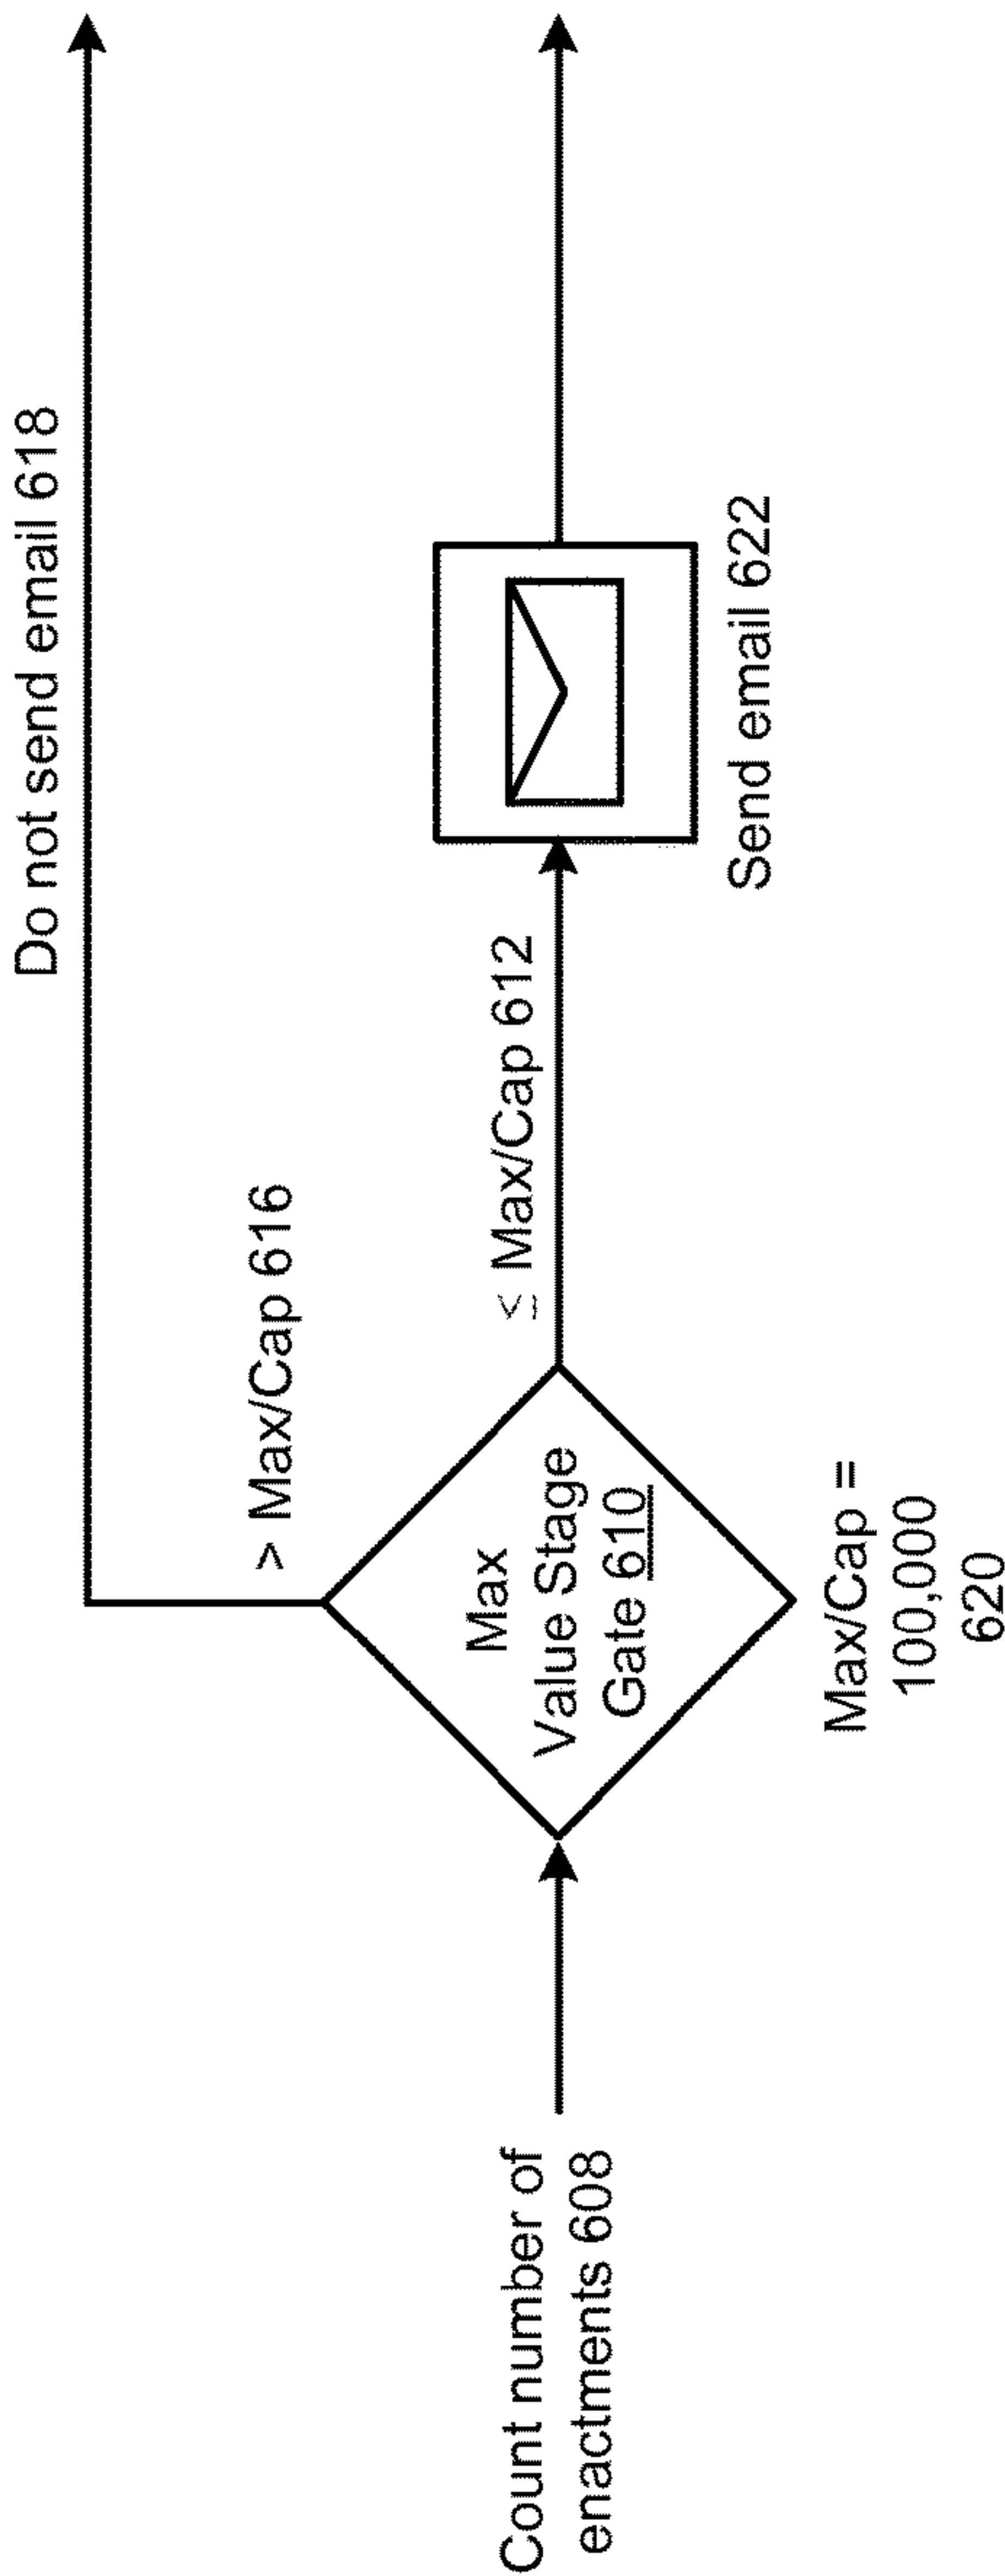 Do not send email 618
> Max/Cap 616
≤ Max/Cap 612
Count number of
enactments 608
Max
Value Stage
Gate 610
Send email 622
Max/Cap =
100,000
620